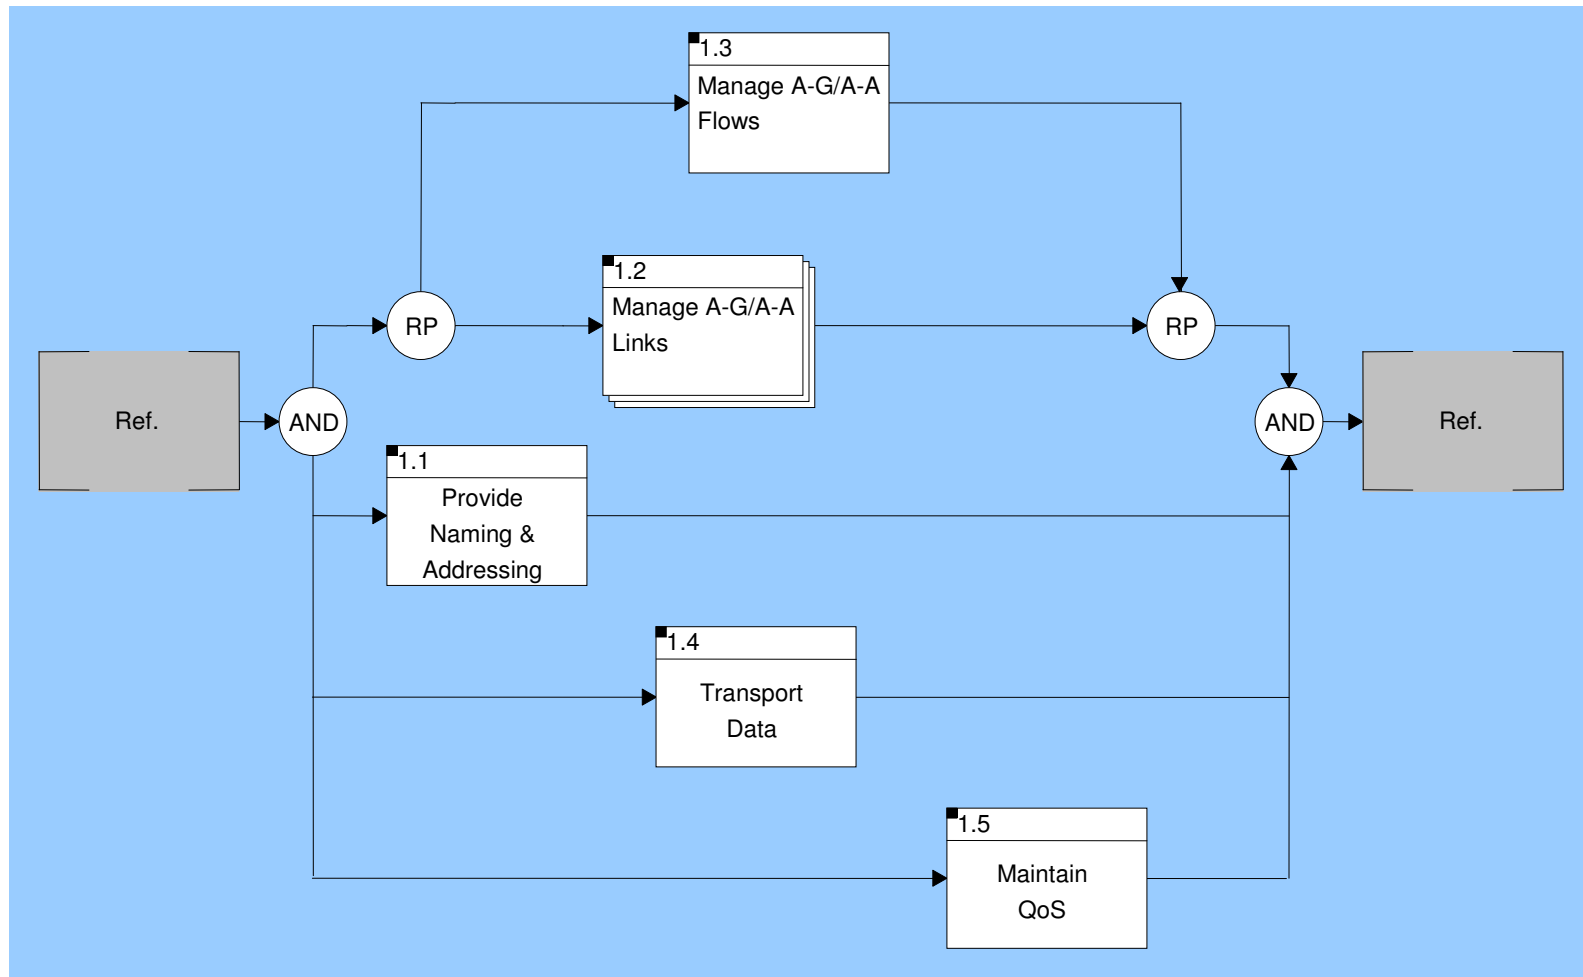 1.3
Manage A-G/A-A
Flows
1.2
Manage A-G/A-A
Links
RP
RP
Ref.
AND
AND
Ref.
1.1
Provide
Naming &
Addressing
1.4
Transport
Data
1.5
Maintain
QoS